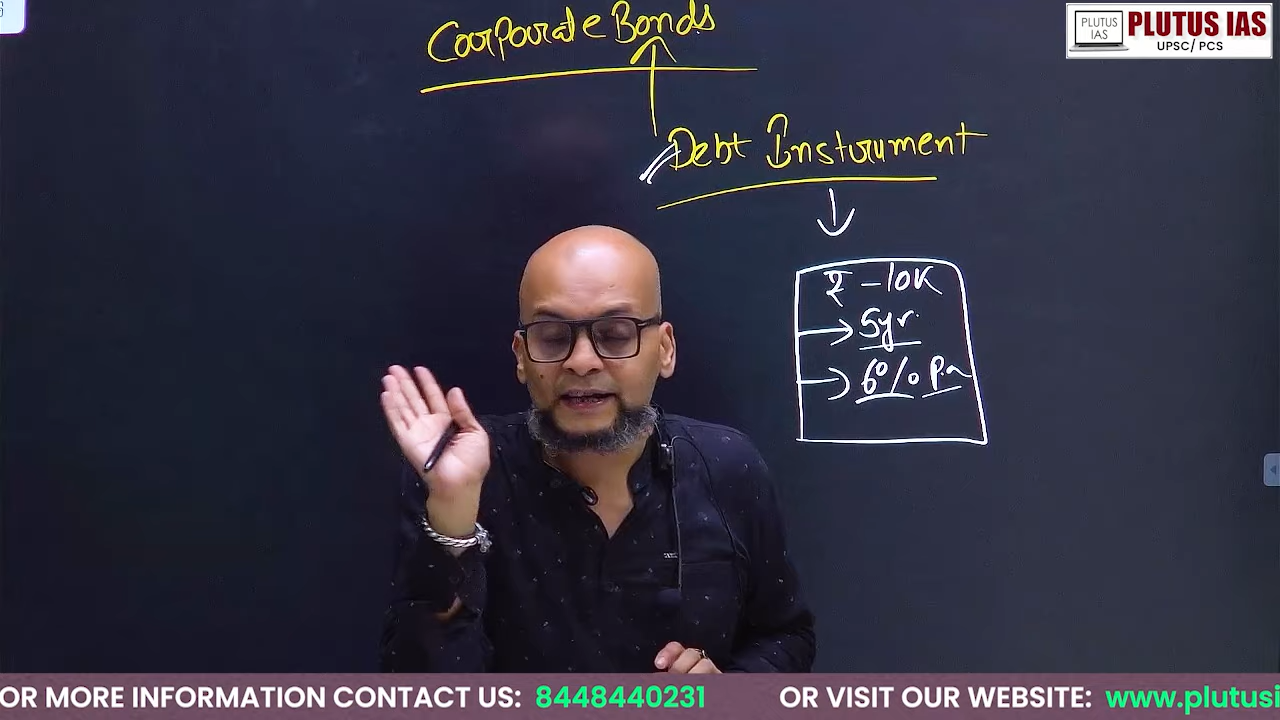 Corporate Bonds
PLUTUS IAS
PLUTUS IAS
UPSC/ PCS
Debt Instrument
₹ - 10K
5yr.
6% Pa
OR MORE INFORMATION CONTACT US: 8448440231 OR VISIT OUR WEBSITE: www.plutusi